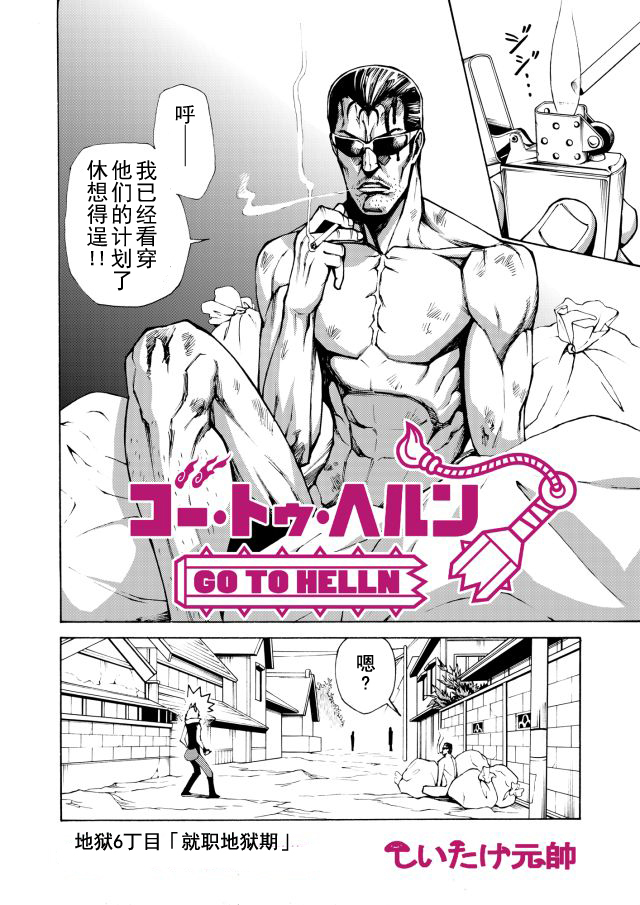 ジジ…
呼——
我已经看穿
他们的计划了
休想得逞!!
ゴー・トゥ・ヘルン
GO TO HELLN
嗯?
地狱6丁目「就职地狱期」
しいたけ元帥